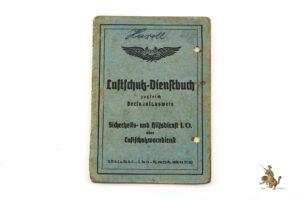 Luftschutz-Dienstbuch
zugleich
Personalausweis
Sicherheits- und Hilfsdienst I. O.
oder
Luftschutzwarndienst